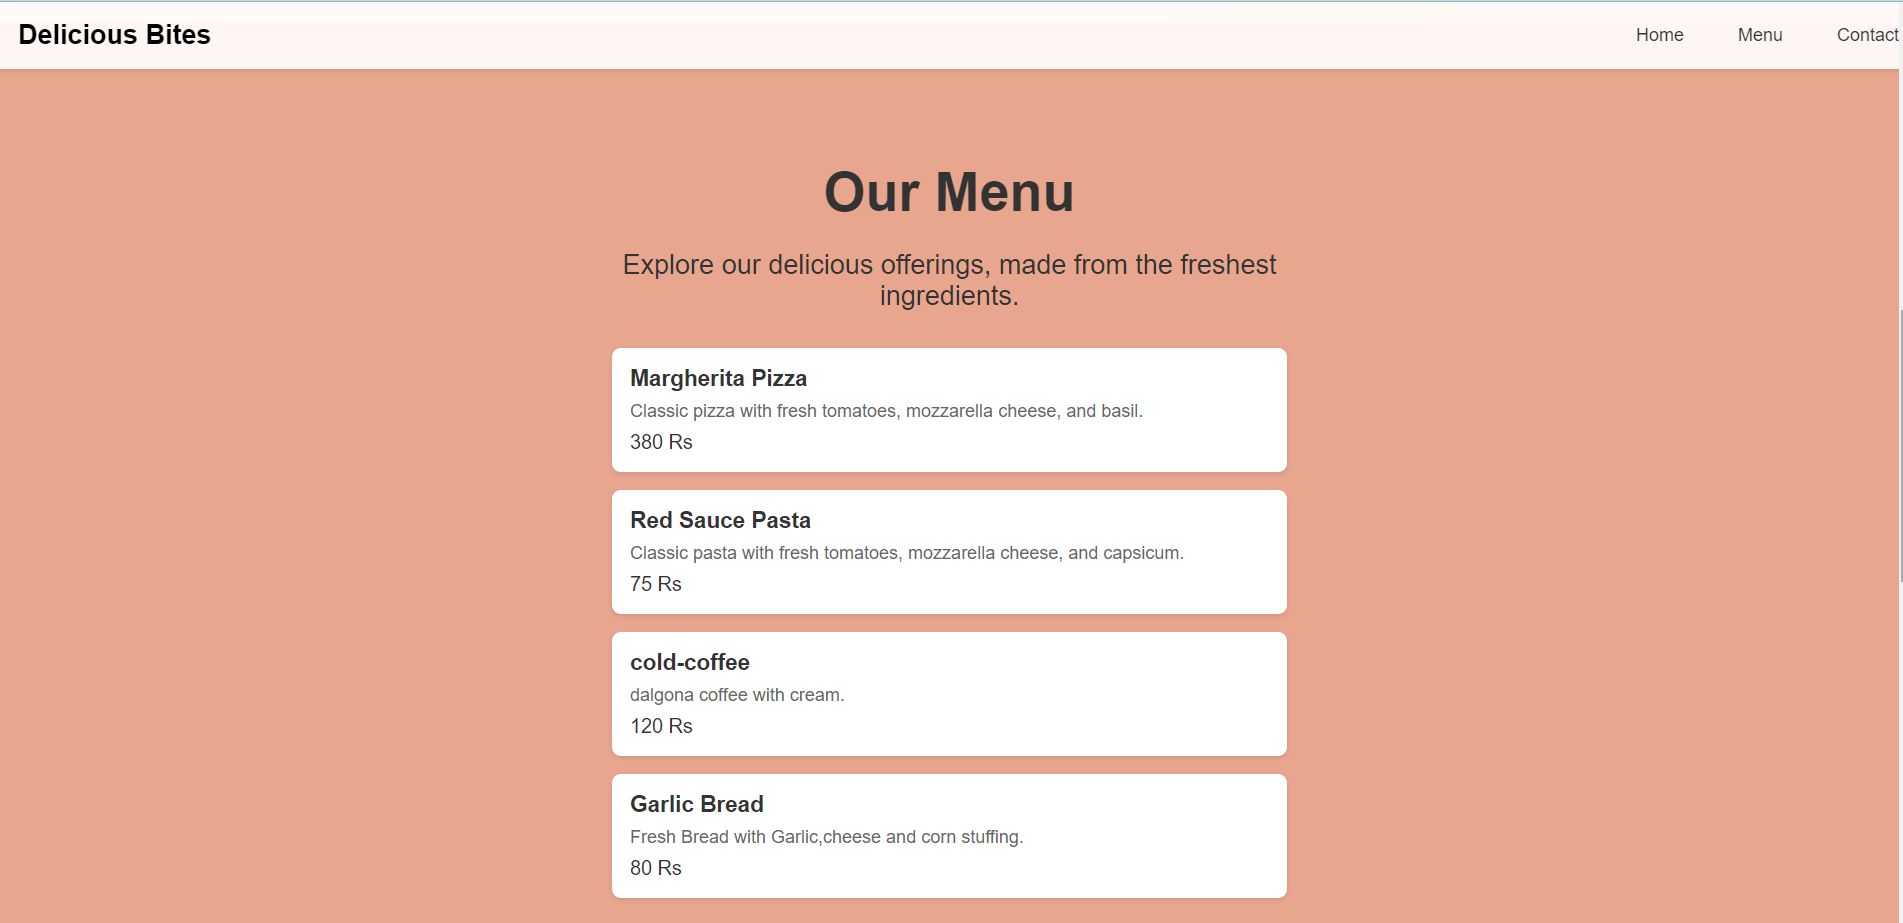 Delicious Bites
Home Menu Contact
Our Menu
Explore our delicious offerings, made from the freshest
ingredients.
Margherita Pizza
Classic pizza with fresh tomatoes, mozzarella cheese, and basil.
380 Rs
Red Sauce Pasta
Classic pasta with fresh tomatoes, mozzarella cheese, and capsicum.
75 Rs
cold-coffee
dalgona coffee with cream.
120 Rs
Garlic Bread
Fresh Bread with Garlic,cheese and corn stuffing.
80 Rs